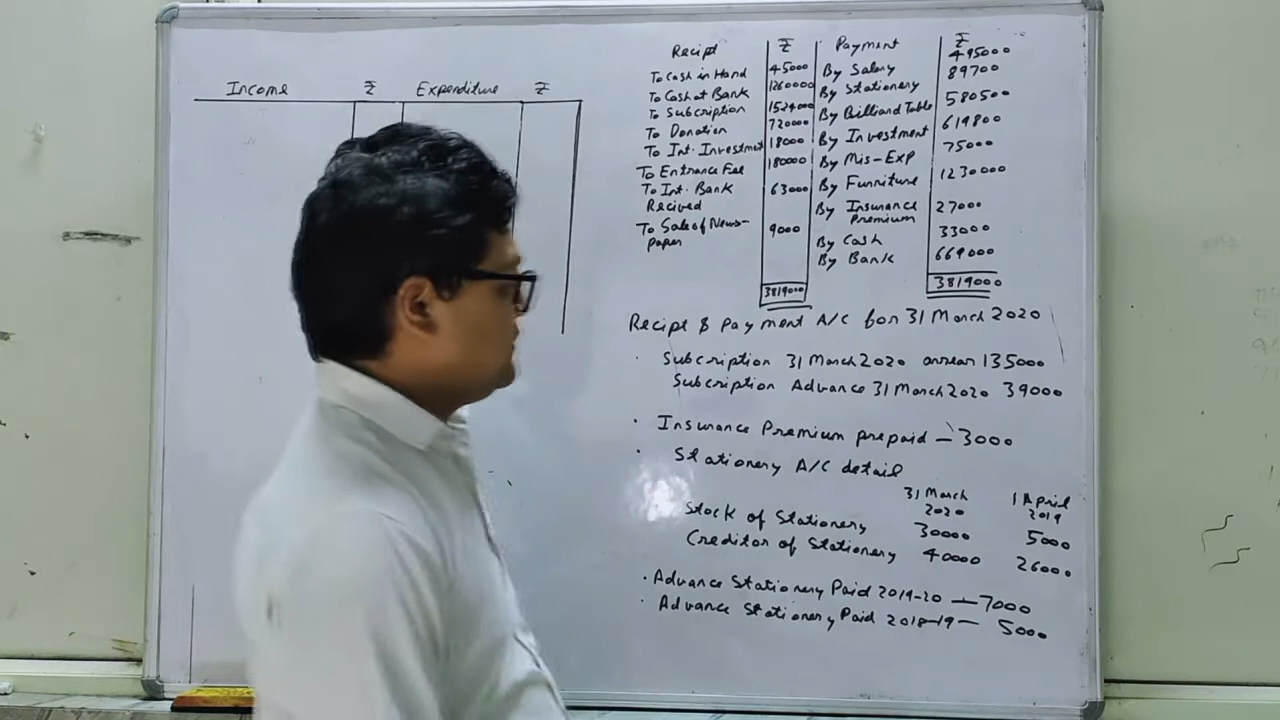 Income ₹ Expenditure ₹
Recipt ₹ Payment ₹
To Cash in Hand 45000 By Salary 495000
To Cash at Bank 1260000 By Stationery 89700
To Subscription 1524000 By Billiard Table 580500
To Donation 720000 By Investment 619800
To Int. Investment 18000 By Mis-Exp 75000
To Entrance Fee 180000 By Furniture 1230000
To Int. Bank Recived 63000 By Insurance Premium 27000
To Sale of News-paper 9000 By Cash 33000
By Bank 669000
3819000 3819000
Recipt & Payment A/C for 31 March 2020
. Subscription 31 March 2020 arrear 135000
Subscription Advance 31 March 2020 39000
. Insurance Premium prepaid - 3000
. Stationery A/C detail
31 March 2020 1 April 2019
Stock of Stationery 30000 5000
Creditor of Stationery 40000 26000
. Advance Stationery Paid 2019-20 — 7000
. Advance Stationery Paid 2018-19 — 5000